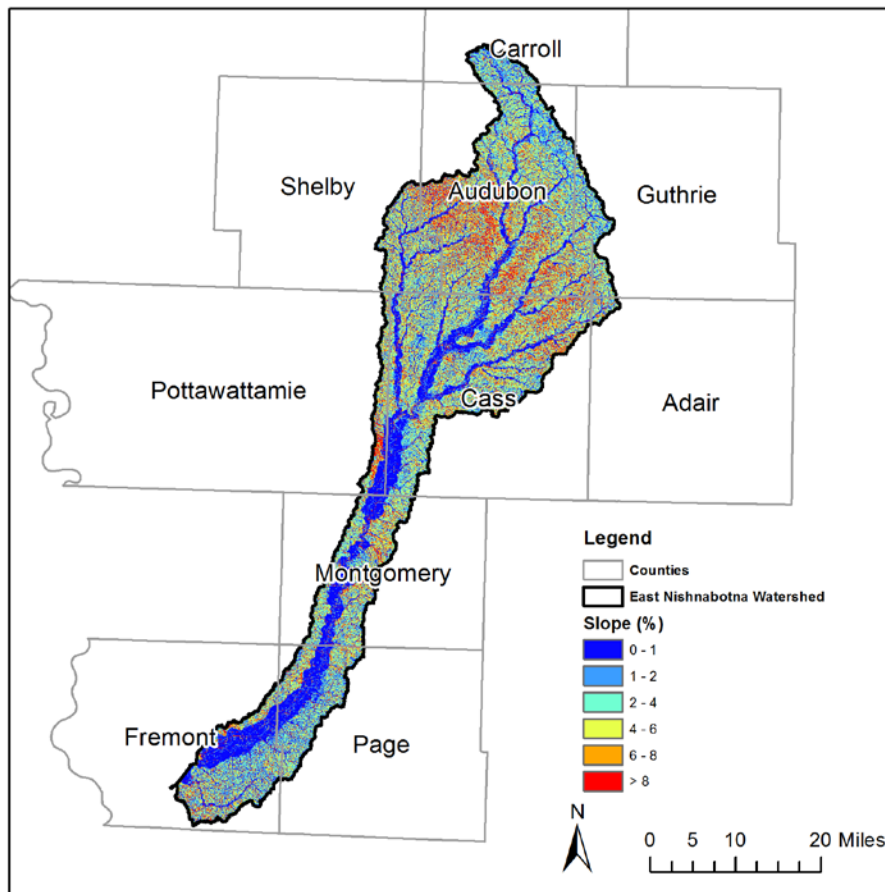 Carroll
Shelby
Audubon
Guthrie
Pottawattamie
Cass
Adair
Montgomery
Fremont
Page
Legend
Counties
East Nishnabotna Watershed
Slope (%)
0 - 1
1 - 2
2 - 4
4 - 6
6 - 8
> 8
N
0 5 10 20 Miles